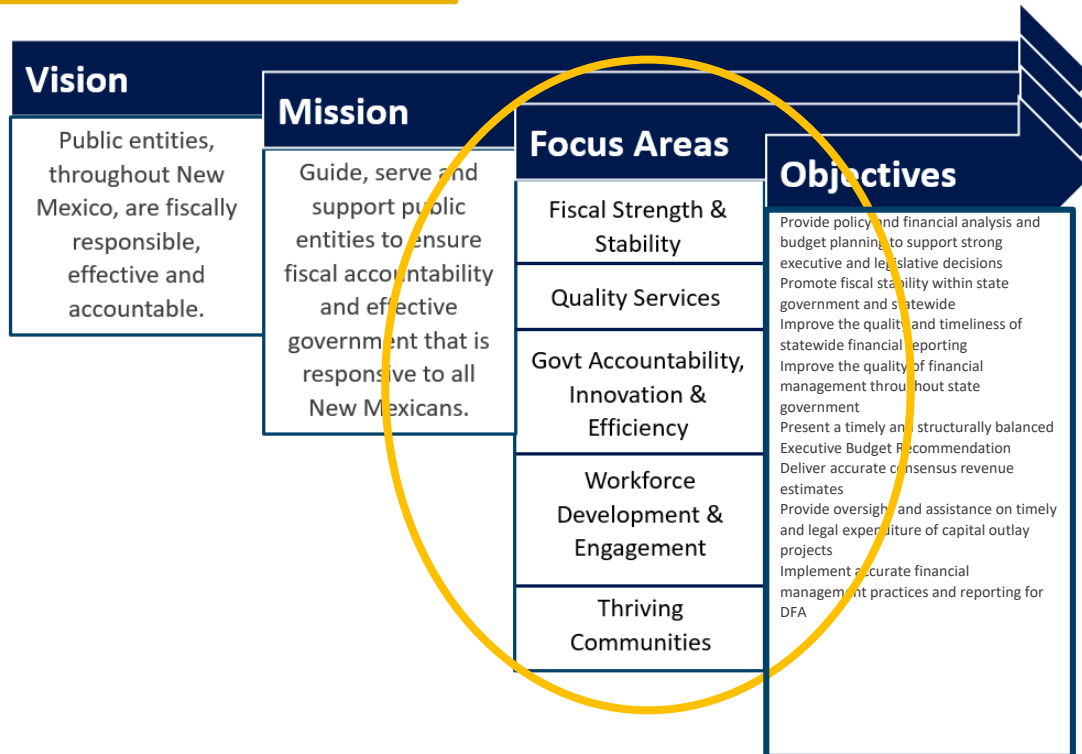 Vision
Public entities,
throughout New
Mexico, are fiscally
responsible,
effective and
accountable.
Mission
Guide, serve and
support public
entities to ensure
fiscal accountability
and effective
government that is
responsive to all
New Mexicans.
Focus Areas
Fiscal Strength &
Stability
Quality Services
Govt Accountability,
Innovation &
Efficiency
Workforce
Development &
Engagement
Thriving
Communities
Objectives
Provide policy and financial analysis and
budget planning to support strong
executive and legislative decisions
Promote fiscal stability within state
government and statewide
Improve the quality and timeliness of
statewide financial reporting
Improve the quality of financial
management throughout state
government
Present a timely and structurally balanced
Executive Budget Recommendation
Deliver accurate consensus revenue
estimates
Provide oversight and assistance on timely
and legal expenditure of capital outlay
projects
Implement accurate financial
management practices and reporting for
DFA